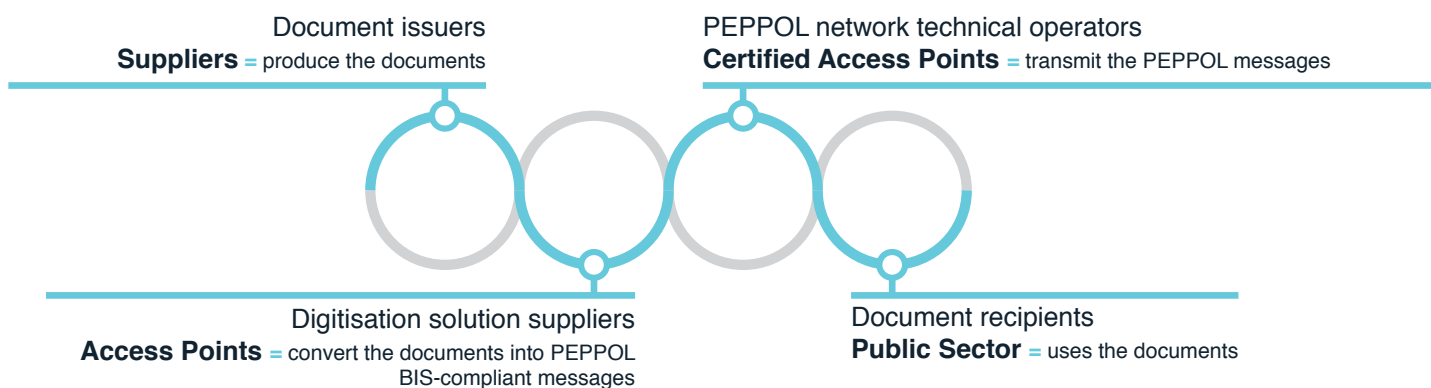 Document issuers
Suppliers = produce the documents
PEPPOL network technical operators
Certified Access Points = transmit the PEPPOL messages
Digitisation solution suppliers
Access Points = convert the documents into PEPPOL
BIS-compliant messages
Document recipients
Public Sector = uses the documents